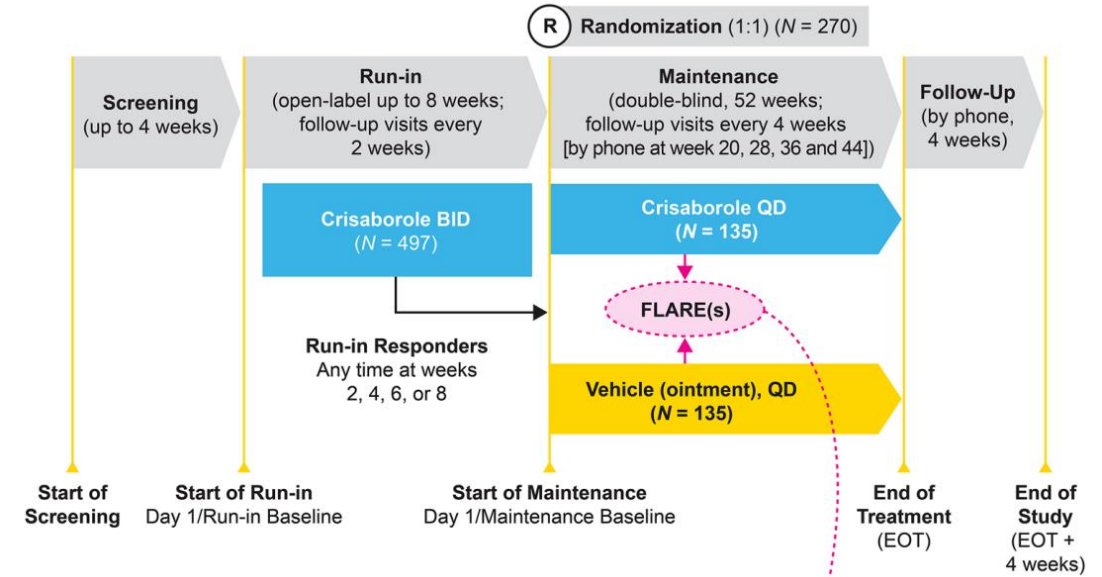 R Randomization (1:1) (N = 270)
Screening
(up to 4 weeks)
Run-in
(open-label up to 8 weeks;
follow-up visits every
2 weeks)
Maintenance
(double-blind, 52 weeks;
follow-up visits every 4 weeks
[by phone at week 20, 28, 36 and 44])
Follow-Up
(by phone,
4 weeks)
Crisaborole BID
(N = 497)
Crisaborole QD
(N = 135)
FLARE(s)
Run-in Responders
Any time at weeks
2, 4, 6, or 8
Vehicle (ointment), QD
(N = 135)
Start of
Screening
Start of Run-in
Day 1/Run-in Baseline
Start of Maintenance
Day 1/Maintenance Baseline
End of
Treatment
(EOT)
End of
Study
(EOT +
4 weeks)